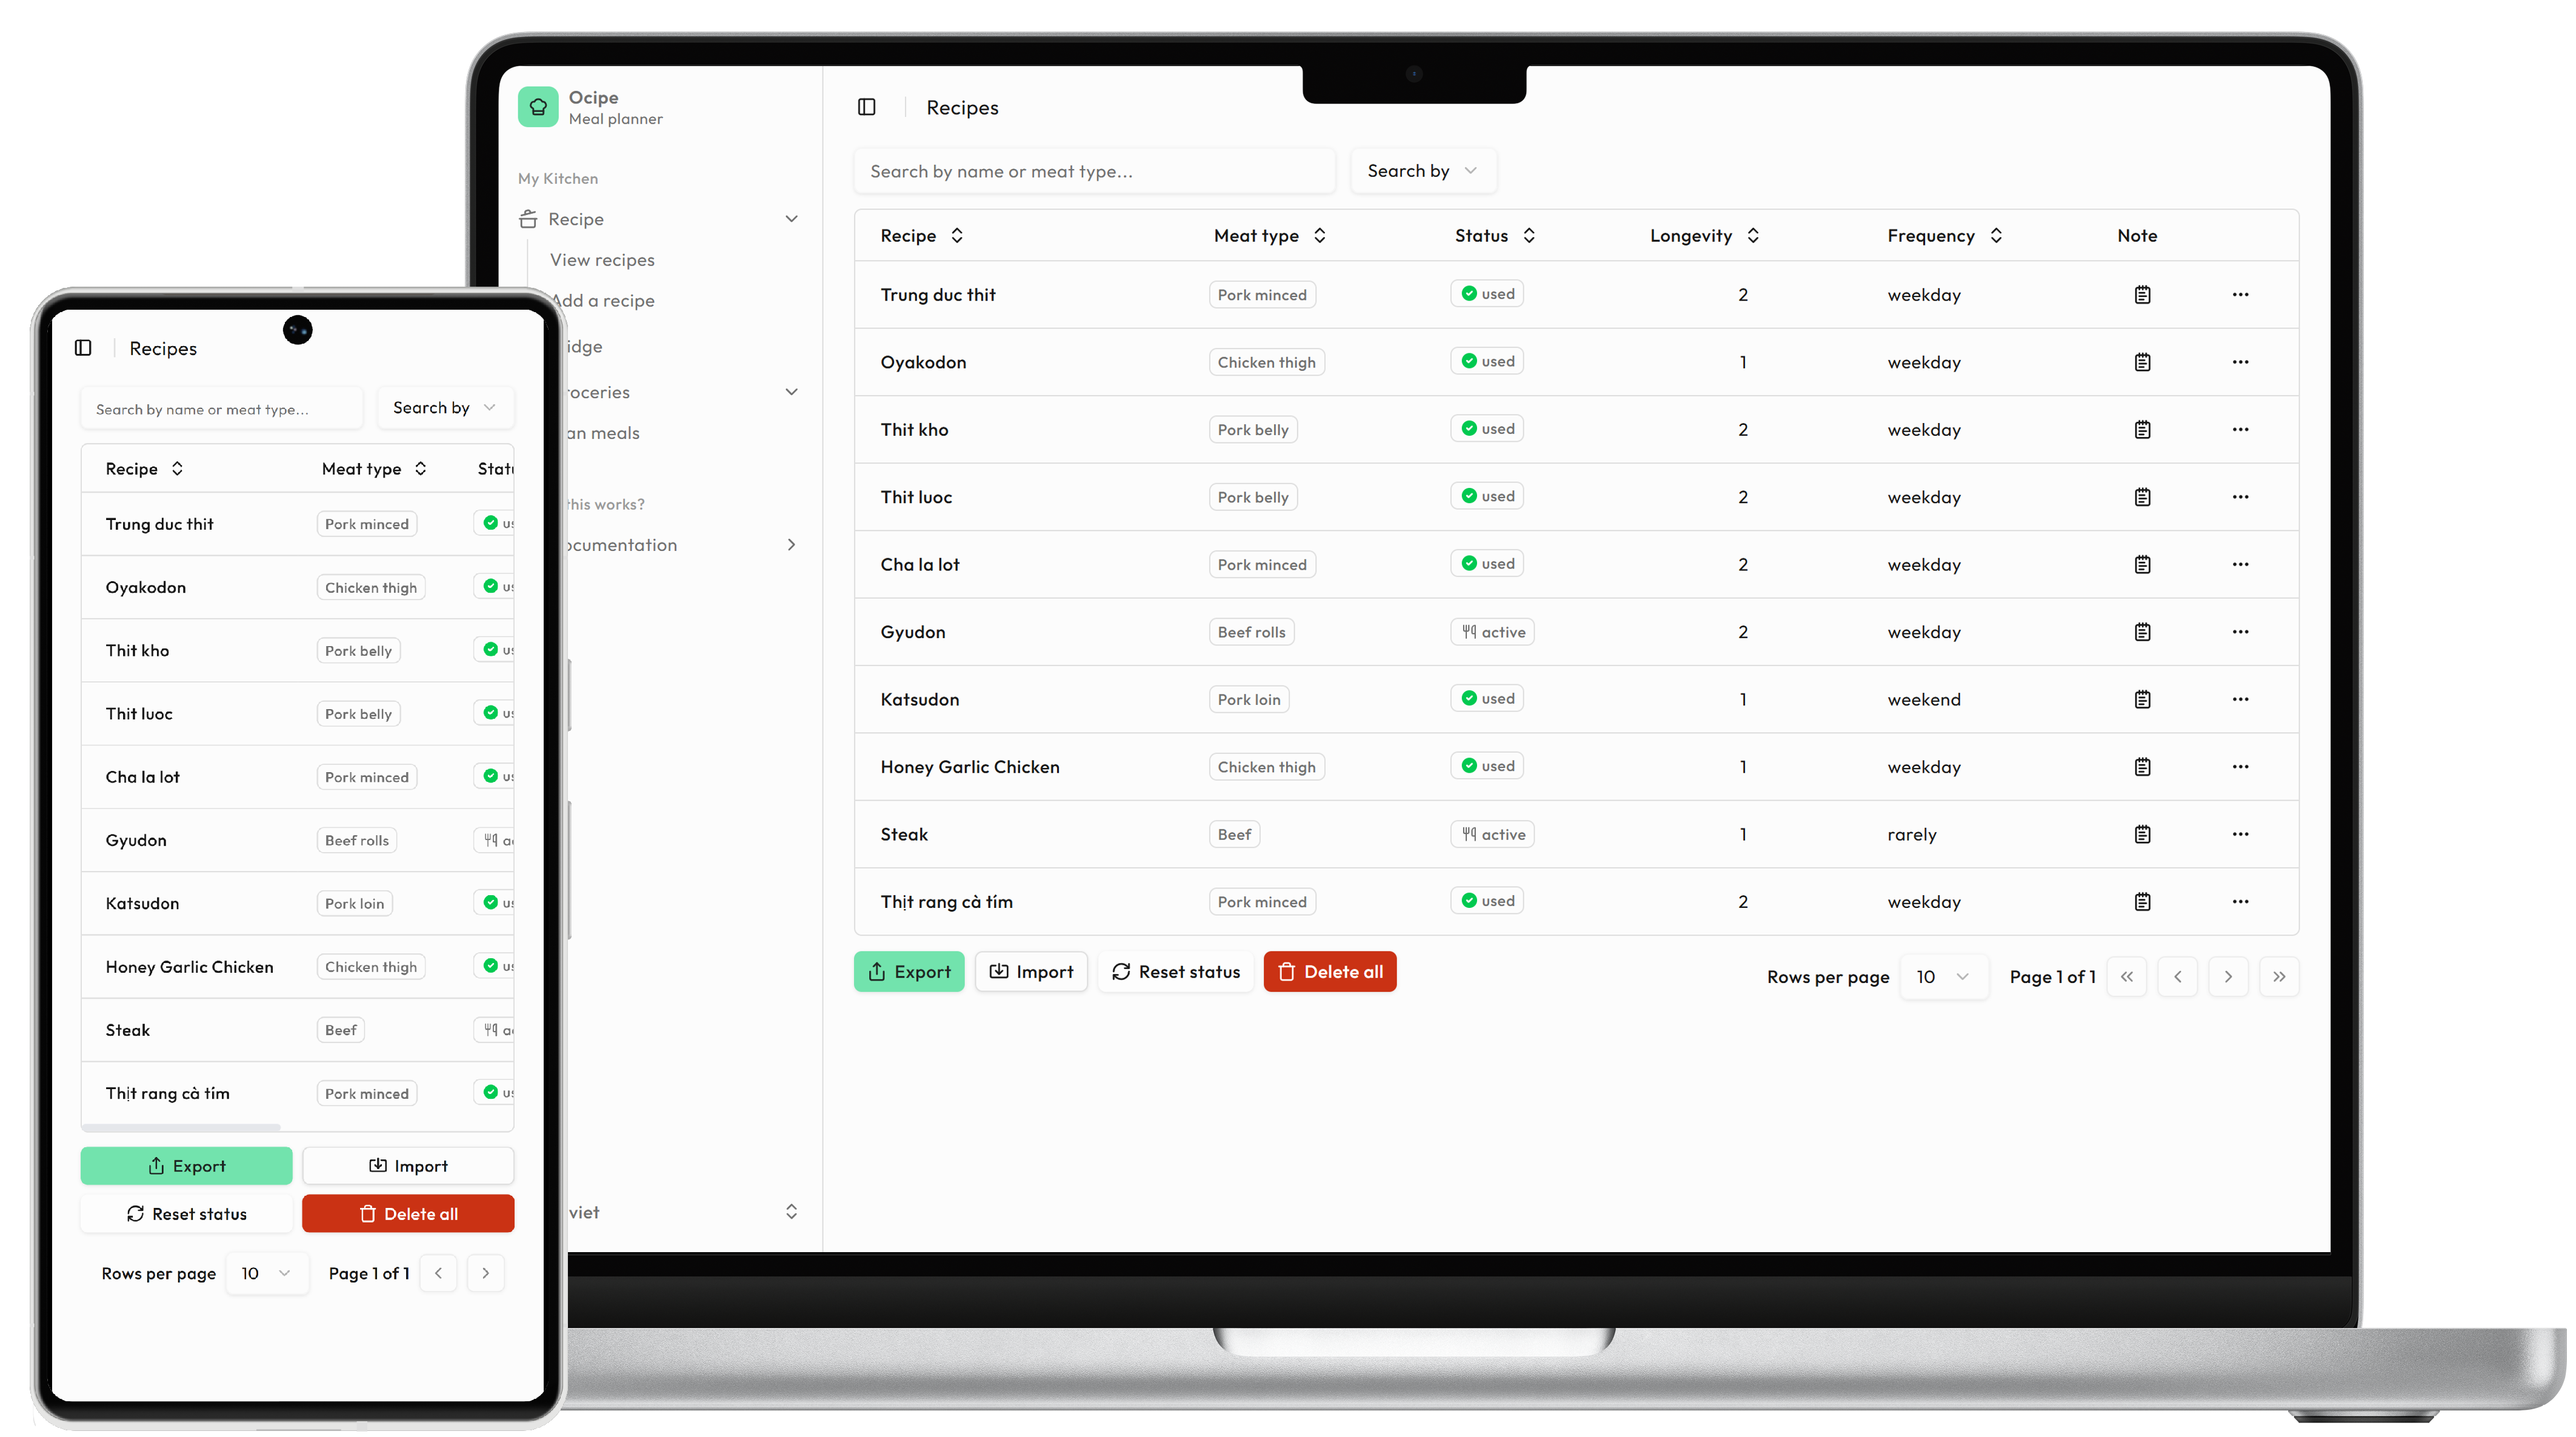 Ocipe
Meal planner
My Kitchen
Recipe
View recipes
Add a recipe
meals
this works?
viet
Recipes
Search by name or meat type...
Search by
Recipe Meat type Status Longevity Frequency Note
Trung duc thit Pork minced used 2 weekday
Oyakodon Chicken thigh used 1 weekday
Thit kho Pork belly used 2 weekday
Thit luoc Pork belly used 2 weekday
Cha la lot Pork minced used 2 weekday
Gyudon Beef rolls active 2 weekday
Katsudon Pork loin used 1 weekend
Honey Garlic Chicken Chicken thigh used 1 weekday
Steak Beef active 1 rarely
Thịt rang cà tím Pork minced used 2 weekday
Export Import Reset status Delete all Rows per page 10 Page 1 of 1
Recipes
Search by name or meat type...
Search by
Recipe Meat type
Trung duc thit Pork minced
Oyakodon Chicken thigh
Thit kho Pork belly
Thit luoc Pork belly
Cha la lot Pork minced
Gyudon Beef rolls
Katsudon Pork loin
Honey Garlic Chicken Chicken thigh
Steak Beef
Thịt rang cà tím Pork minced
Export Import
Reset status Delete all
Rows per page 10 Page 1 of 1